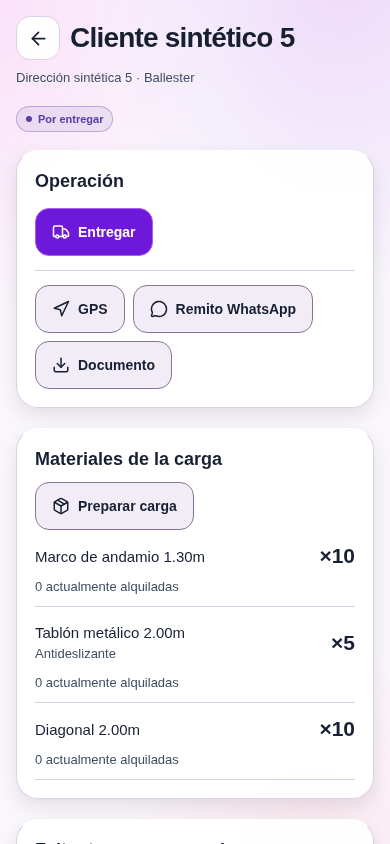 Cliente sintético 5
Dirección sintética 5 · Ballester
Por entregar
Operación
Entregar
GPS
Remito WhatsApp
Documento
Materiales de la carga
Preparar carga
Marco de andamio 1.30m
×10
0 actualmente alquiladas
Tablón metálico 2.00m
Antideslizante
×5
0 actualmente alquiladas
Diagonal 2.00m
×10
0 actualmente alquiladas